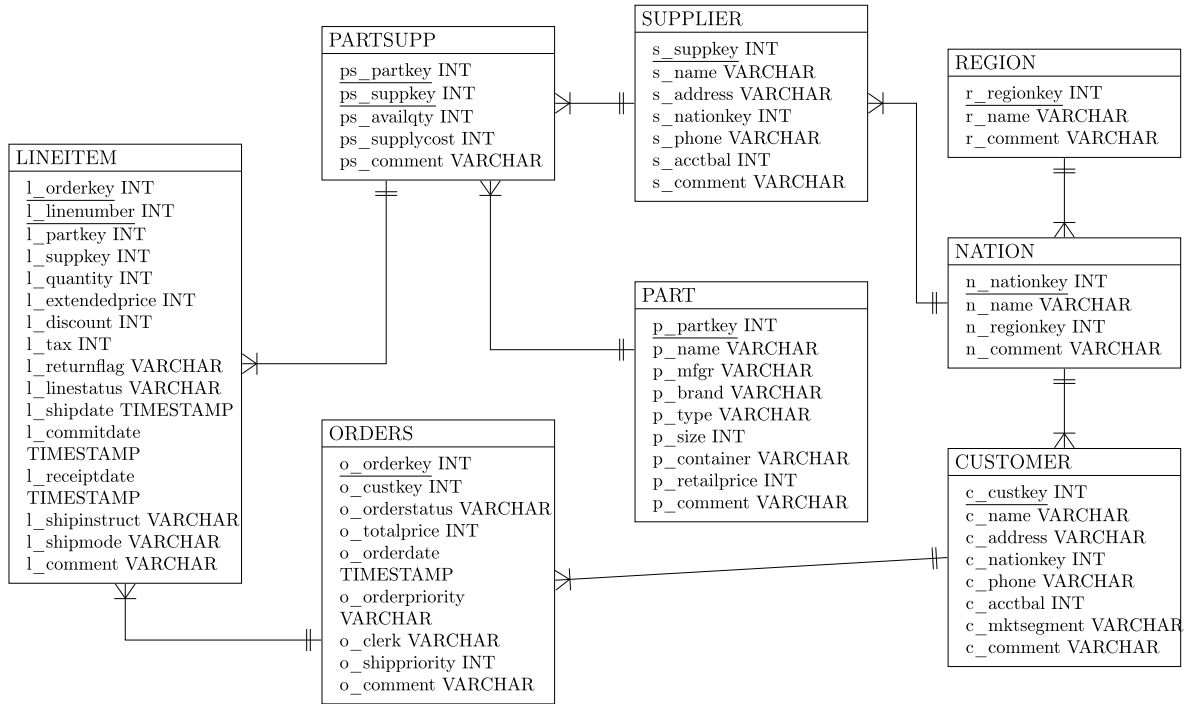 LINEITEM
l_orderkey INT
l_linenumber INT
l_partkey INT
l_suppkey INT
l_quantity INT
l_extendedprice INT
l_discount INT
l_tax INT
l_returnflag VARCHAR
l_linestatus VARCHAR
l_shipdate TIMESTAMP
l_commitdate
TIMESTAMP
l_receiptdate
TIMESTAMP
l_shipinstruct VARCHAR
l_shipmode VARCHAR
l_comment VARCHAR
PARTSUPP
ps_partkey INT
ps_suppkey INT
ps_availqty INT
ps_supplycost INT
ps_comment VARCHAR
ORDERS
o_orderkey INT
o_custkey INT
o_orderstatus VARCHAR
o_totalprice INT
o_orderdate
TIMESTAMP
o_orderpriority
VARCHAR
o_clerk VARCHAR
o_shippriority INT
o_comment VARCHAR
SUPPLIER
s_suppkey INT
s_name VARCHAR
s_address VARCHAR
s_nationkey INT
s_phone VARCHAR
s_acctbal INT
s_comment VARCHAR
PART
p_partkey INT
p_name VARCHAR
p_mfgr VARCHAR
p_brand VARCHAR
p_type VARCHAR
p_size INT
p_container VARCHAR
p_retailprice INT
p_comment VARCHAR
REGION
r_regionkey INT
r_name VARCHAR
r_comment VARCHAR
NATION
n_nationkey INT
n_name VARCHAR
n_regionkey INT
n_comment VARCHAR
CUSTOMER
c_custkey INT
c_name VARCHAR
c_address VARCHAR
c_nationkey INT
c_phone VARCHAR
c_acctbal INT
c_mktsegment VARCHAR
c_comment VARCHAR